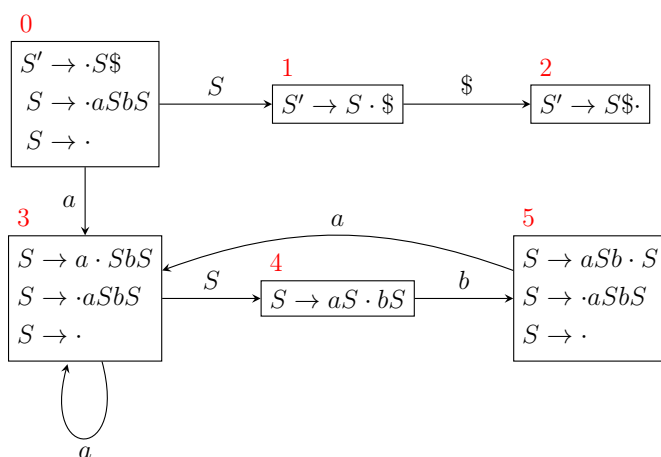 0
S′ → ·S$
S → ·aSbS
S → ·
S
1
S′ → S · $
$
2
S′ → S$·
a
3
S → a · SbS
S → ·aSbS
S → ·
S
4
S → aS · bS
b
5
S → aSb · S
S → ·aSbS
S → ·
a
a